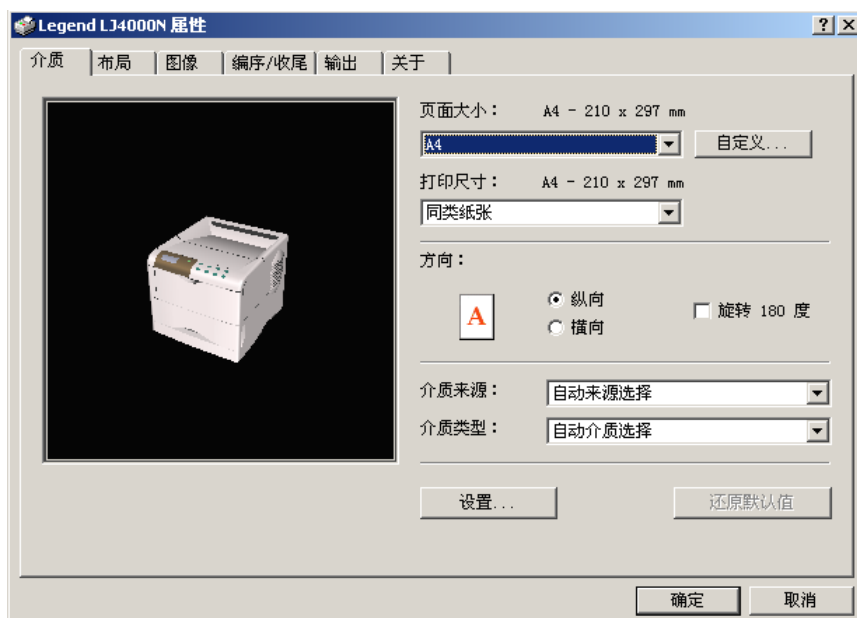 Legend LJ4000N 属性
介质 布局 图像 编序/收尾 输出 关于
页面大小： A4 - 210 x 297 mm
A4 自定义...
打印尺寸： A4 - 210 x 297 mm
同类纸张
方向：
A 纵向 旋转 180 度
横向
介质来源： 自动来源选择
介质类型： 自动介质选择
设置... 还原默认值
确定 取消